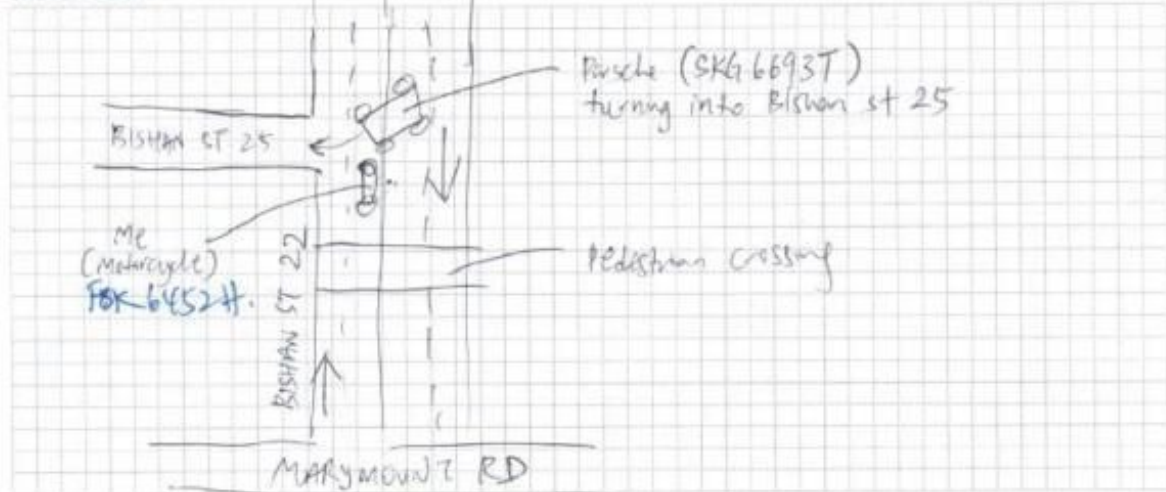 Porsche (SKG 6693T)
turning into Bishan st 25
BISHAN ST 25
Me
(Motorcycle)
FBK 6452H.
BISHAN ST 22
Pedestrian crossing
MARYMOUNT RD